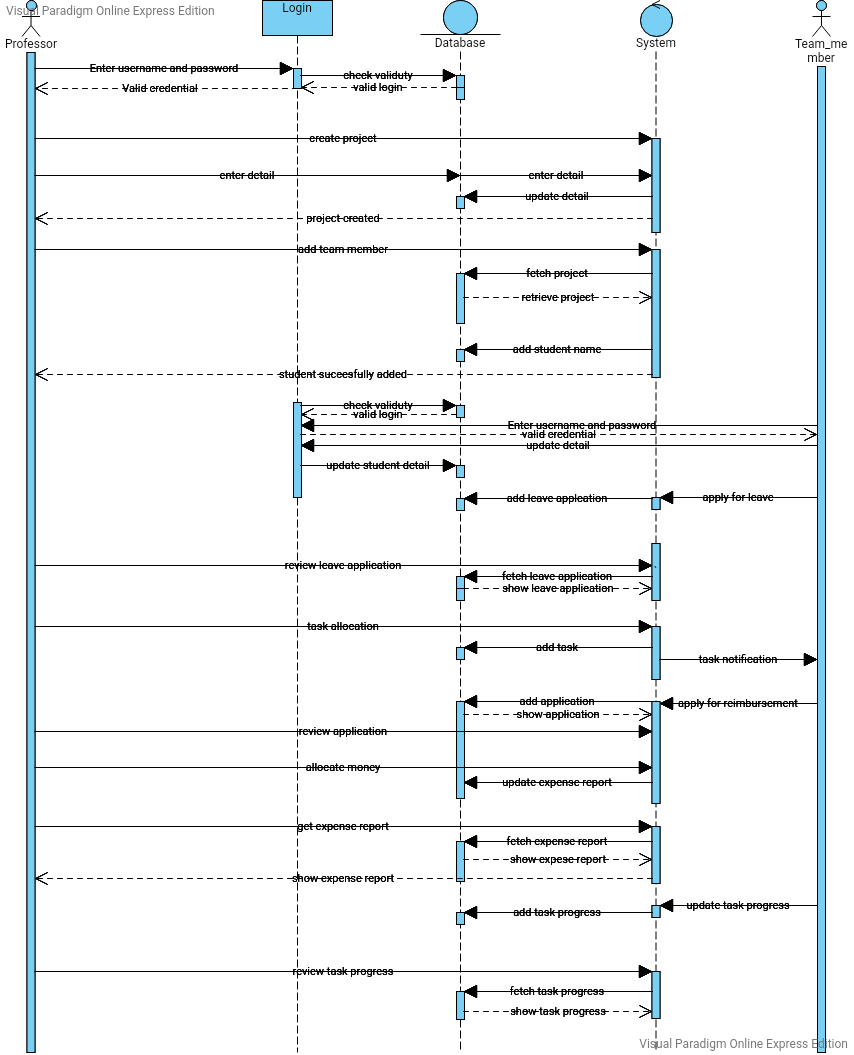 Visual Paradigm Online Express Edition
Login
Professor
Database
System
Team_me
mber
Enter username and password
check validuty
valid login
Valid credential
create project
enter detail
enter detail
update detail
project created
add team member
fetch project
retrieve project
add student name
student succesfully added
check validuty
valid login
Enter username and password
valid credential
update detail
update student detail
add leave applcation
apply for leave
review leave application
fetch leave application
show leave application
task allocation
add task
task notification
add application
apply for reimbursement
show application
review application
allocate money
update expense report
get expense report
fetch expense report
show expese report
show expense report
update task progress
add task progress
review task progress
fetch task progress
show task progress
Visual Paradigm Online Express Edition